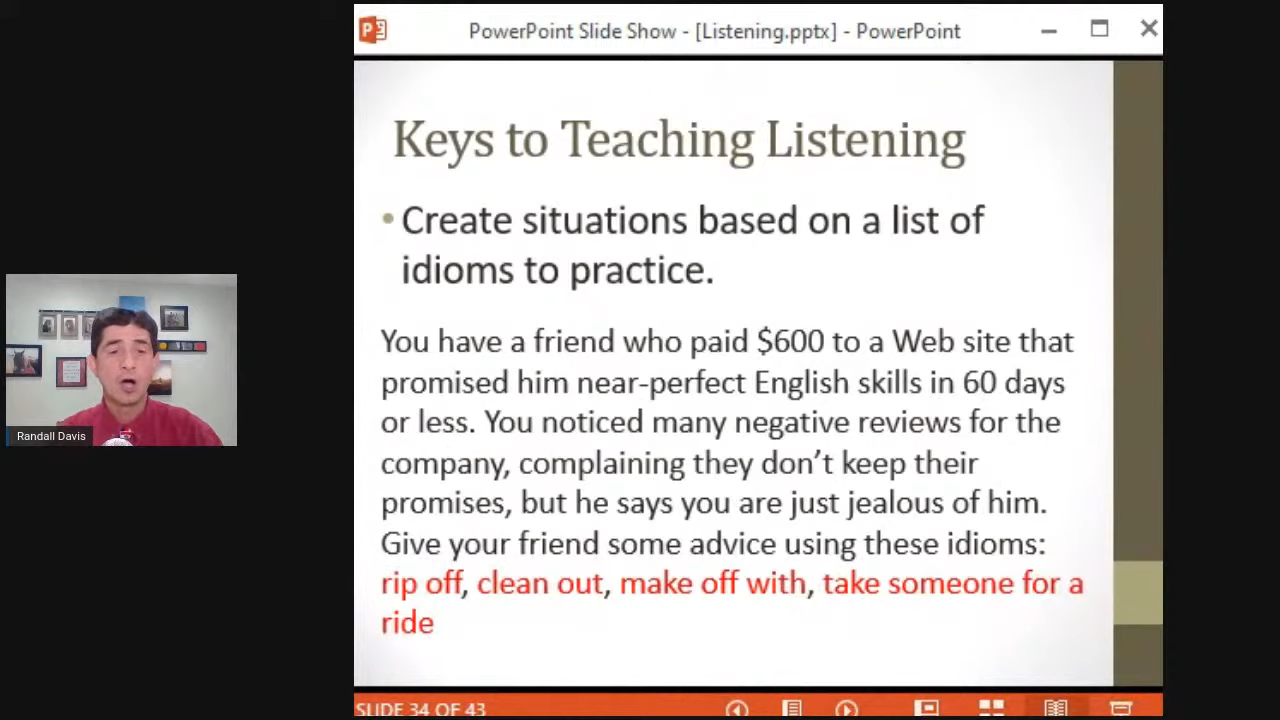 PowerPoint Slide Show - [Listening.pptx] - PowerPoint
Keys to Teaching Listening
• Create situations based on a list of
idioms to practice.
You have a friend who paid $600 to a Web site that
promised him near-perfect English skills in 60 days
or less. You noticed many negative reviews for the
company, complaining they don’t keep their
promises, but he says you are just jealous of him.
Give your friend some advice using these idioms:
rip off, clean out, make off with, take someone for a
ride
Randall Davis
SLIDE 34 OF 43